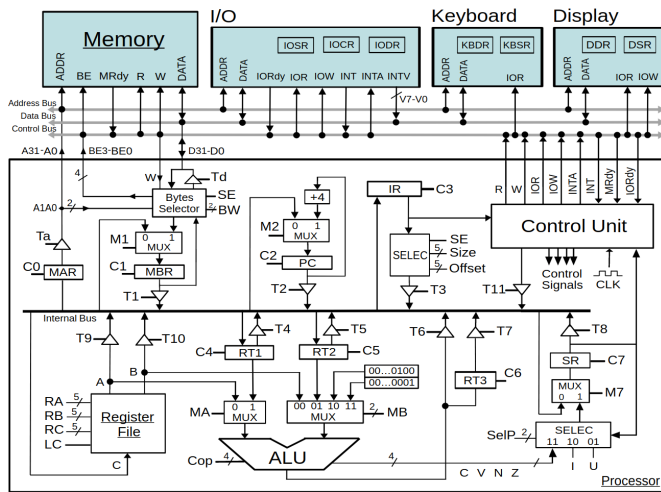 I/O Keyboard Display
Memory
IOSR IOCR IODR
KBDR KBSR
DDR DSR
ADDR BE MRdy R W DATA
ADDR DATA IORdy IOR IOW INT INTA INTV
ADDR DATA IOR
ADDR DATA IOR IOW
V7-V0
Address Bus
Data Bus
Control Bus
A31-A0 BE3-BE0 D31-D0
4 W Td
R W IOR IOW INTA INT MRdy IORdy
Bytes
Selector
SE
2 BW
A1A0 2
+4
IR C3
Control Unit
Ta
M1 0 1
MUX
M2 0 1
MUX
SELEC
SE
5 Size
5 Offset
C0 MAR
C1 MBR
C2 PC
Control
Signals
CLK
T1 T2 T3 T11
Internal Bus
T9 T10 T4 T5 T6 T7 T8
C4 RT1 RT2 C5
RT3 C6
SR C7
B
A
00...0100
00...0001
RA 5
RB 5
RC 5
LC
Register
File
C
MA 0 1
MUX
00 01 10 11
MUX
2 MB
MUX
0 1
M7
SelP 2
SELEC
11 10 01
Cop 4 ALU 4
C V N Z I U
Processor